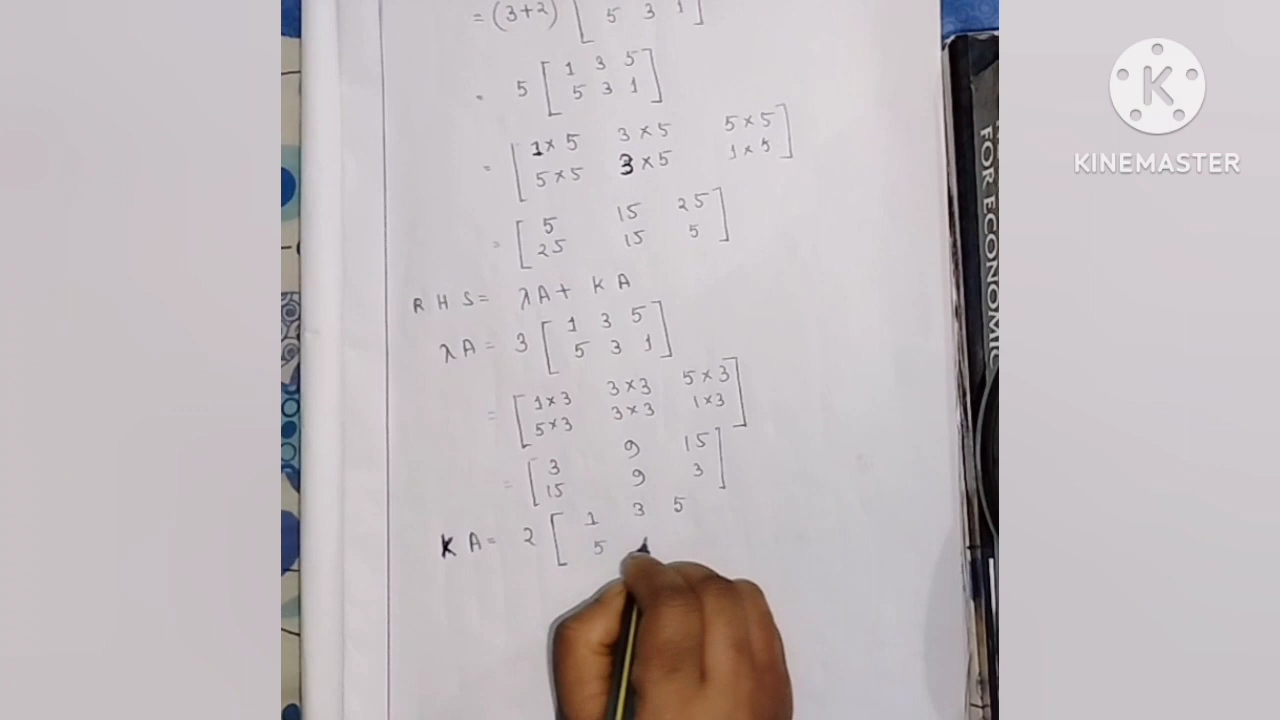 = (3+2) [ 5 3 1 ]
= 5 [ 1 3 5
5 3 1 ]
= [ 1×5 3×5 5×5
5×5 3×5 1×5 ]
= [ 5 15 25
25 15 5 ]
RHS= λA+ KA
λA= 3 [ 1 3 5
5 3 1 ]
= [ 1×3 3×3 5×3
5×3 3×3 1×3 ]
= [ 3 9 15
15 9 3 ]
KA= 2 [ 1 3 5
5
K
KINEMASTER
FOR ECONOMIC